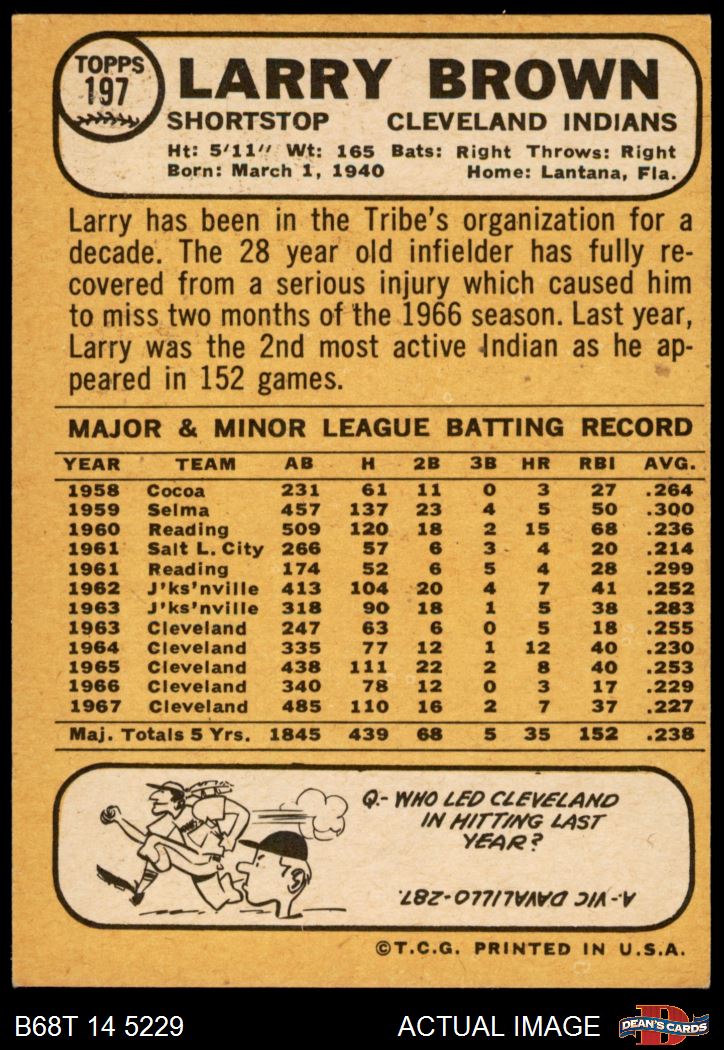 TOPPS
197
LARRY BROWN
SHORTSTOP CLEVELAND INDIANS
Ht: 5'11" Wt: 165 Bats: Right Throws: Right
Born: March 1, 1940 Home: Lantana, Fla.
Larry has been in the Tribe's organization for a
decade. The 28 year old infielder has fully re-
covered from a serious injury which caused him
to miss two months of the 1966 season. Last year,
Larry was the 2nd most active Indian as he ap-
peared in 152 games.
MAJOR & MINOR LEAGUE BATTING RECORD
YEAR TEAM AB H 2B 3B HR RBI AVG.
1958 Cocoa 231 61 11 0 3 27 .264
1959 Selma 457 137 23 4 5 50 .300
1960 Reading 509 120 18 2 15 68 .236
1961 Salt L. City 266 57 6 3 4 20 .214
1961 Reading 174 52 6 5 4 28 .299
1962 J'ks'nville 413 104 20 4 7 41 .252
1963 J'ks'nville 318 90 18 1 5 38 .283
1963 Cleveland 247 63 6 0 5 18 .255
1964 Cleveland 335 77 12 1 12 40 .230
1965 Cleveland 438 111 22 2 8 40 .253
1966 Cleveland 340 78 12 0 3 17 .229
1967 Cleveland 485 110 16 2 7 37 .227
Maj. Totals 5 Yrs. 1845 439 68 5 35 152 .238
Q.- WHO LED CLEVELAND
IN HITTING LAST
YEAR?
A- VIC DAVALILLO-287.
©T.C.G. PRINTED IN U.S.A.
B68T 14 5229 ACTUAL IMAGE
D
DEAN'S CARDS